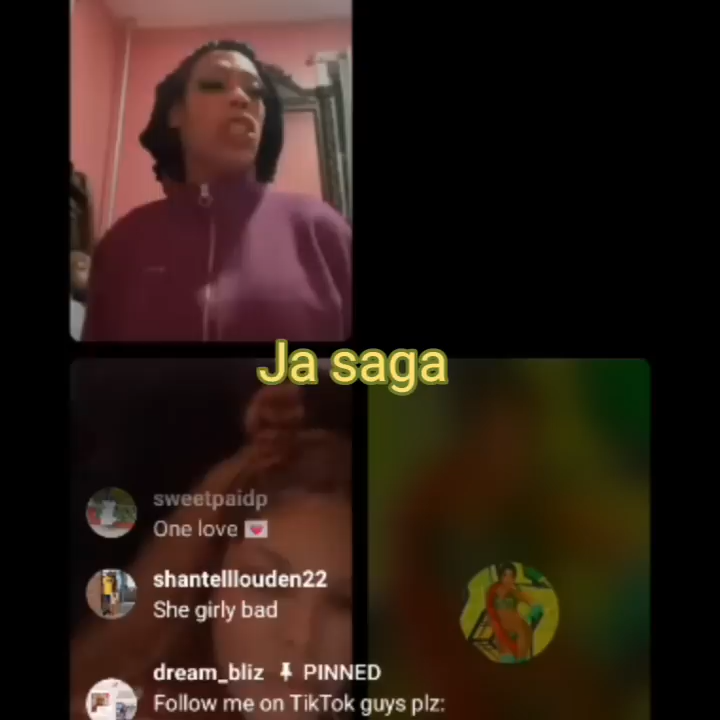 Ja saga
sweetpaidp
One love 💌
shantelllouden22
She girly bad
dream_bliz 📌 PINNED
Follow me on TikTok guys plz: